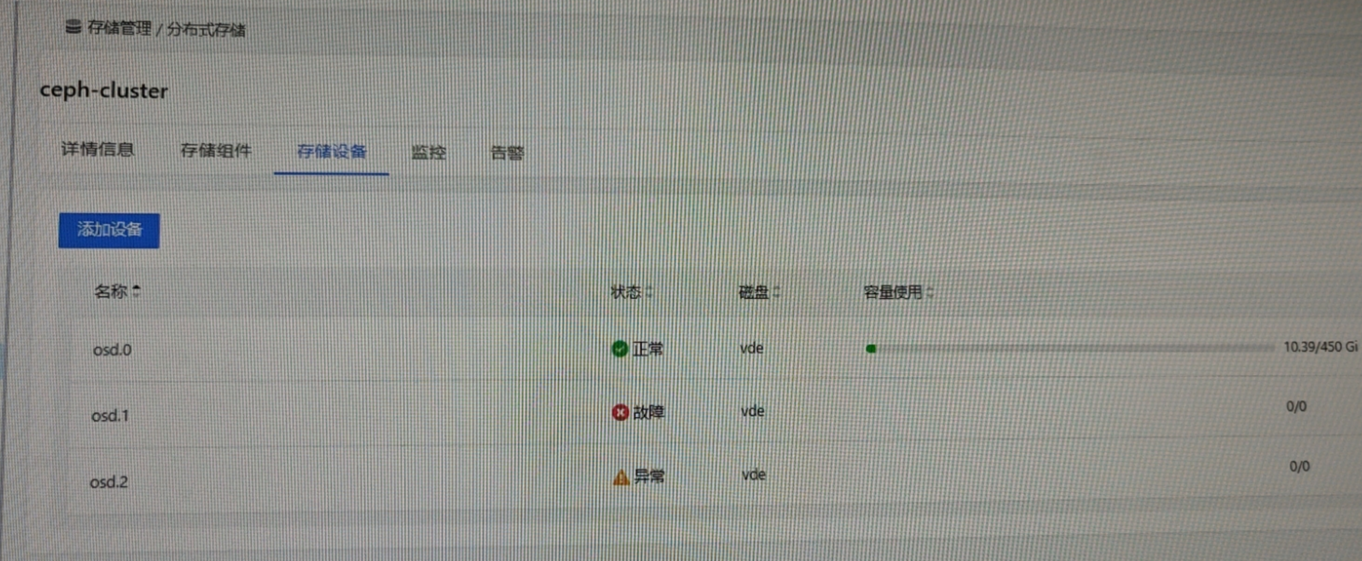 存储管理 / 分布式存储
ceph-cluster
详情信息 存储组件 存储设备 监控 告警
添加设备
名称 状态 磁盘 容量使用
osd.0 正常 vde 10.39/450 Gi
osd.1 故障 vde 0/0
osd.2 异常 vde 0/0